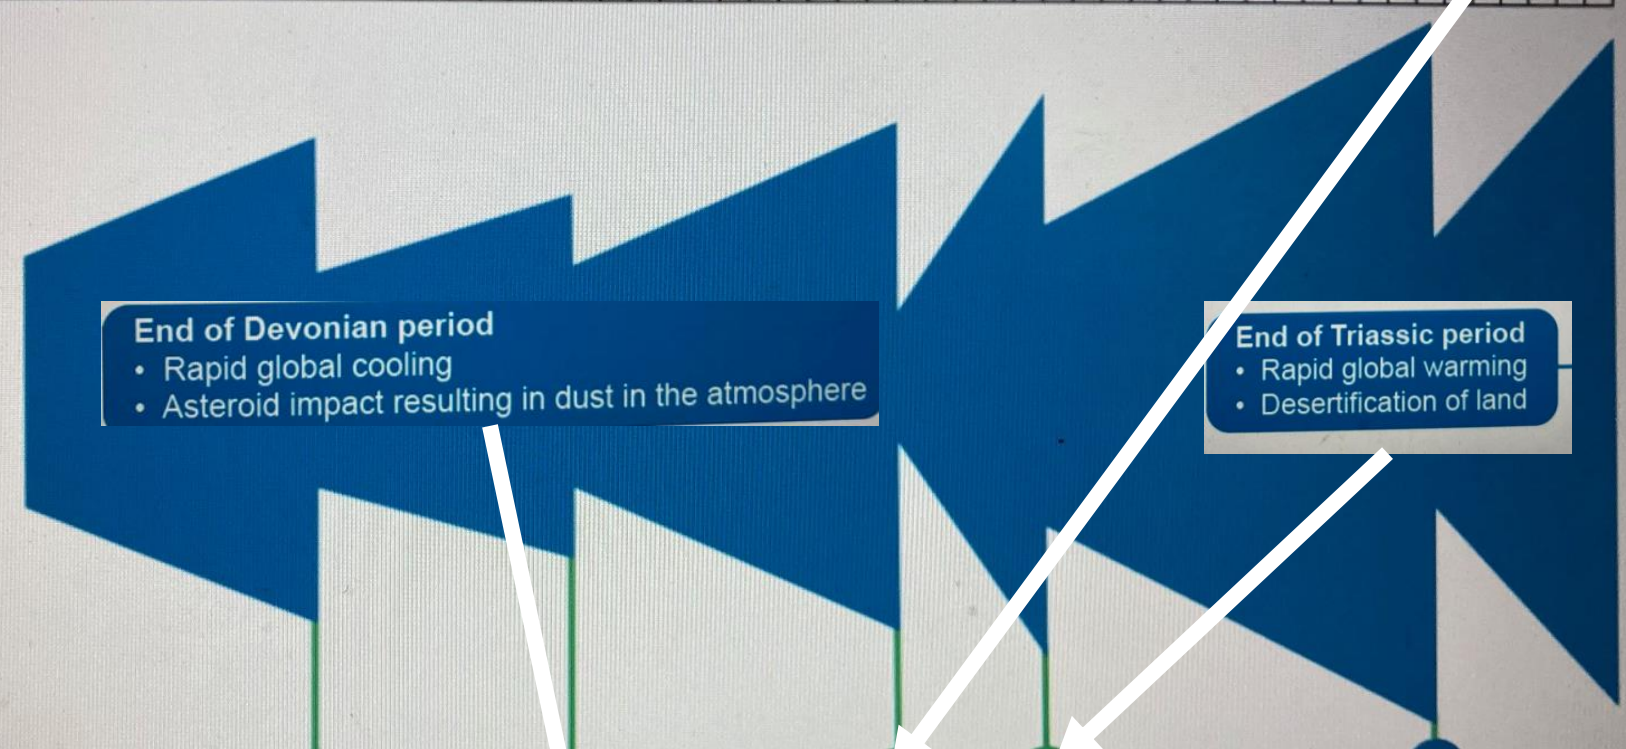 End of Devonian period
• Rapid global cooling
• Asteroid impact resulting in dust in the atmosphere
End of Triassic period
• Rapid global warming
• Desertification of land